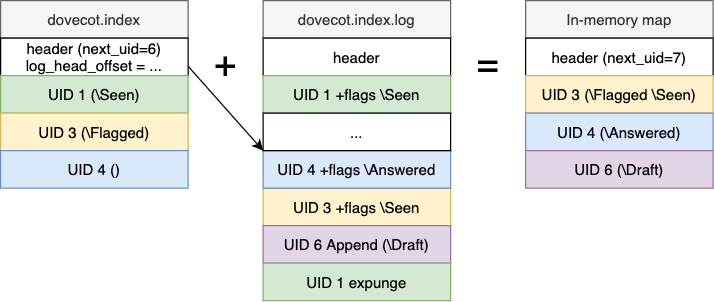 dovecot.index
header (next_uid=6)
log_head_offset = ...
UID 1 (\Seen)
UID 3 (\Flagged)
UID 4 ()
+
dovecot.index.log
header
UID 1 +flags \Seen
...
UID 4 +flags \Answered
UID 3 +flags \Seen
UID 6 Append (\Draft)
UID 1 expunge
=
In-memory map
header (next_uid=7)
UID 3 (\Flagged \Seen)
UID 4 (\Answered)
UID 6 (\Draft)